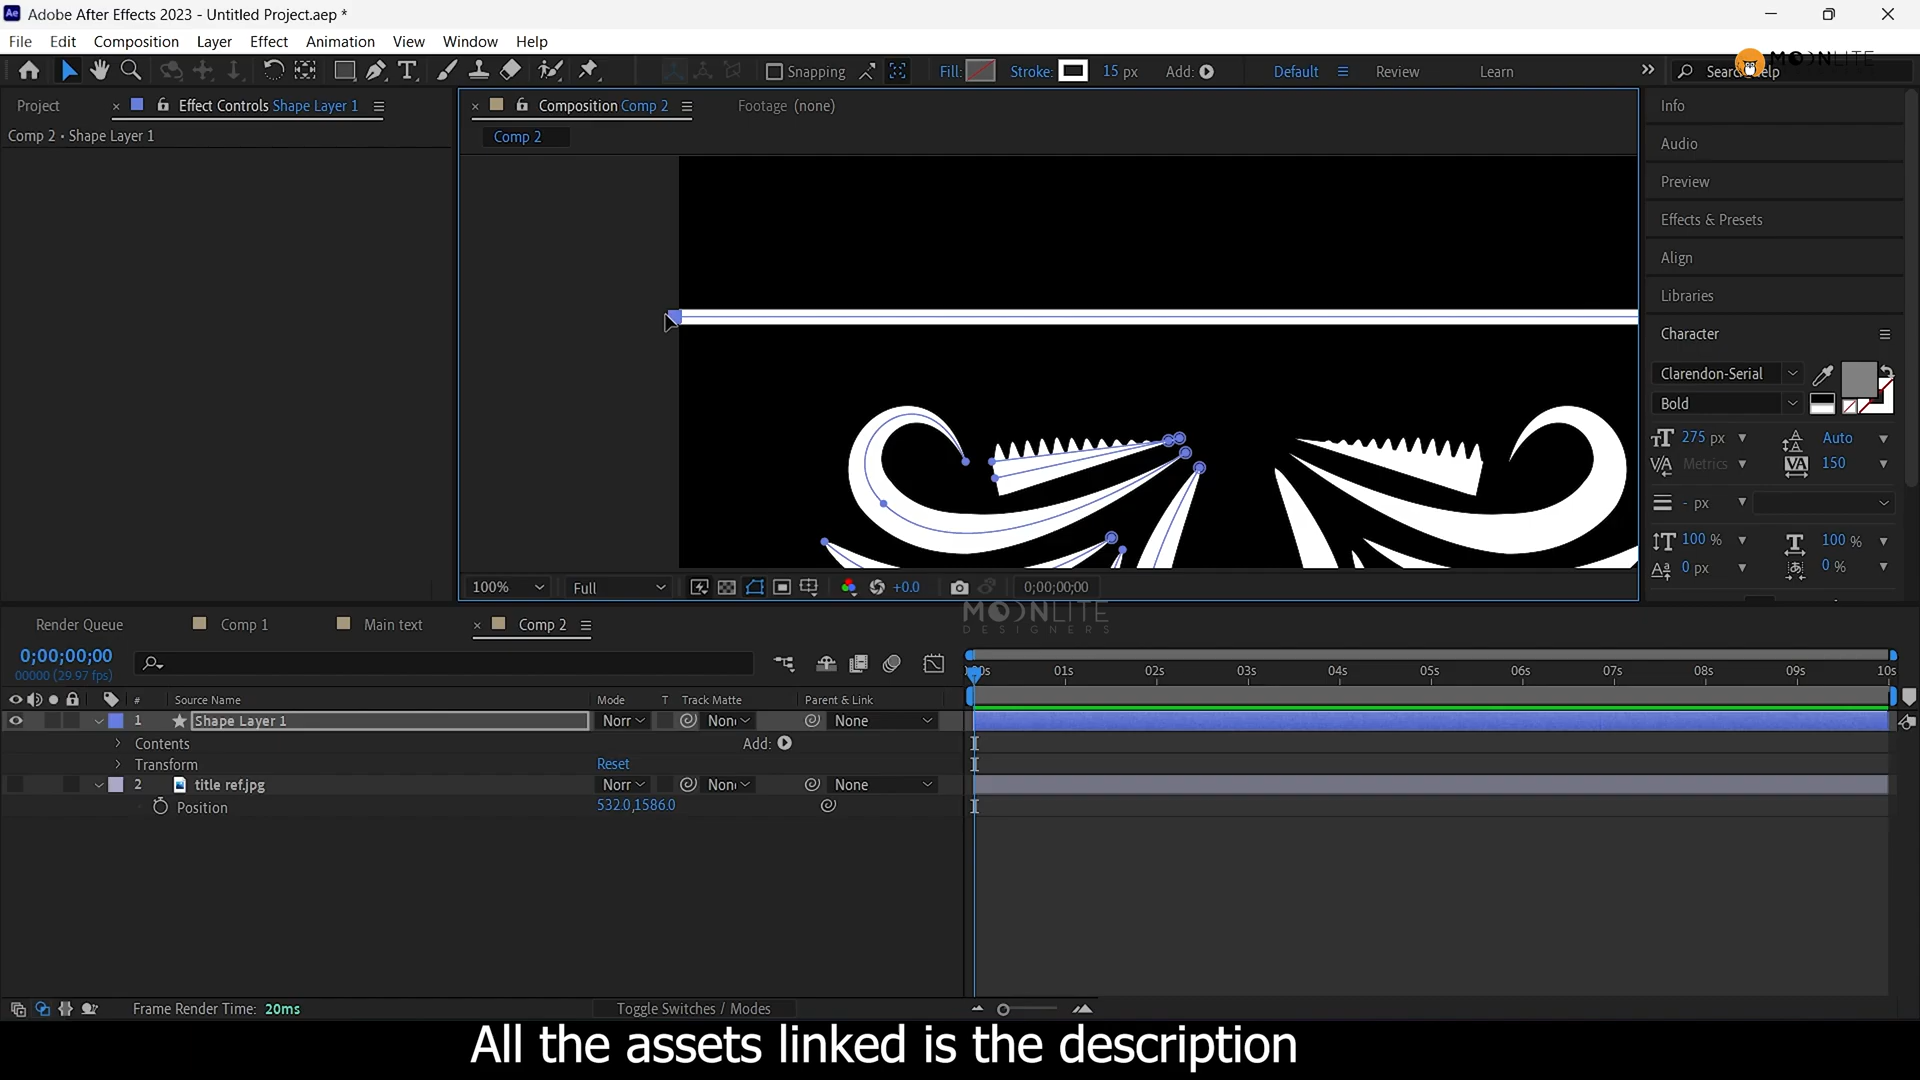 Adobe After Effects 2023 - Untitled Project.aep *
File Edit Composition Layer Effect Animation View Window Help
Snapping Fill: Stroke: 15 px Add: Default Review Learn
MOONLITE
Project Effect Controls Shape Layer 1
Composition Comp 2 Footage (none)
Comp 2 • Shape Layer 1
Comp 2
Info
Audio
Preview
Effects & Presets
Align
Libraries
Character
Clarendon-Serial
Bold
275 px Auto
Metrics 150
- px
100 % 100 %
0 px 0 %
100% Full +0.0 0;00;00;00
MOONLITE
DESIGNERS
Render Queue Comp 1 Main text Comp 2
0;00;00;00
00000 (29.97 fps)
01s 02s 03s 04s 05s 06s 07s 08s 09s 10s
# Source Name Mode T Track Matte Parent & Link
1 Shape Layer 1 Norr Non None
Contents Add:
Transform Reset
2 title ref.jpg Norr Non None
Position 532.0,1586.0
Frame Render Time: 20ms Toggle Switches / Modes
All the assets linked is the description